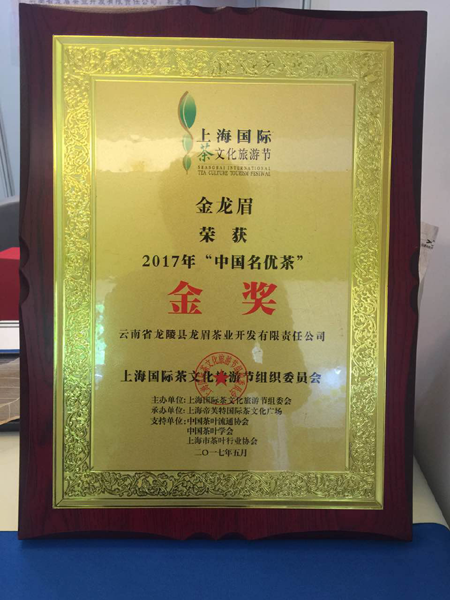 上海国际
茶文化旅游节
SHANGHAI INTERNATIONAL
TEA CULTURE TOURISM FESTIVAL
金龙眉
荣获
2017年“中国名优茶”
金奖
云南省龙陵县龙眉茶业开发有限责任公司
上海国际茶文化旅游节组织委员会
主办单位:上海国际茶文化旅游节组委会
承办单位:上海帝芙特国际茶文化广场
支持单位:中国茶叶流通协会
中国茶叶学会
上海市茶叶行业协会
二〇一七年五月